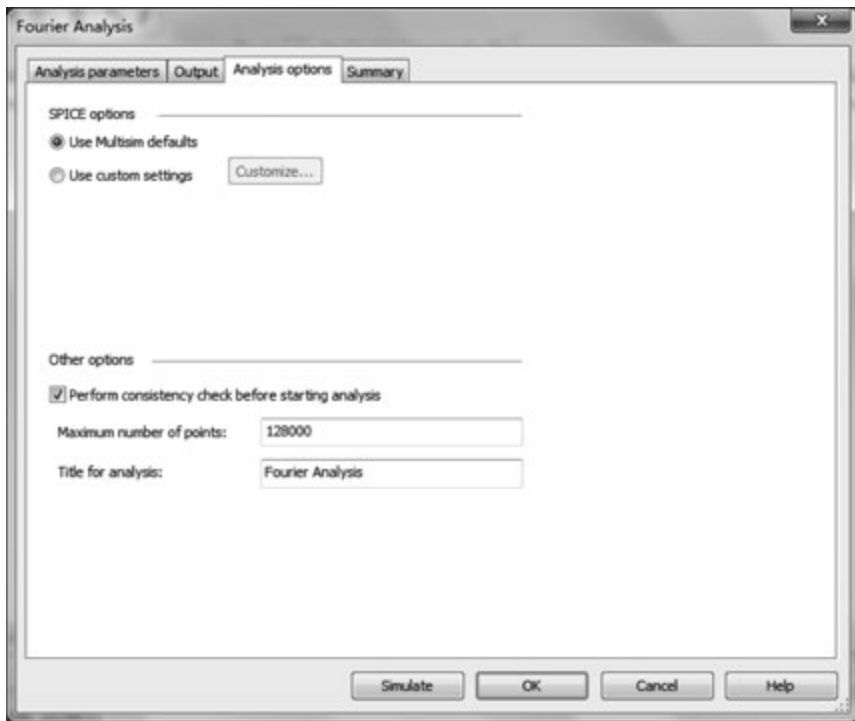 Fourier Analysis
Analysis parameters Output Analysis options Summary
SPICE options
Use Multisim defaults
Use custom settings Customize...
Other options
Perform consistency check before starting analysis
Maximum number of points: 128000
Title for analysis: Fourier Analysis
Simulate OK Cancel Help